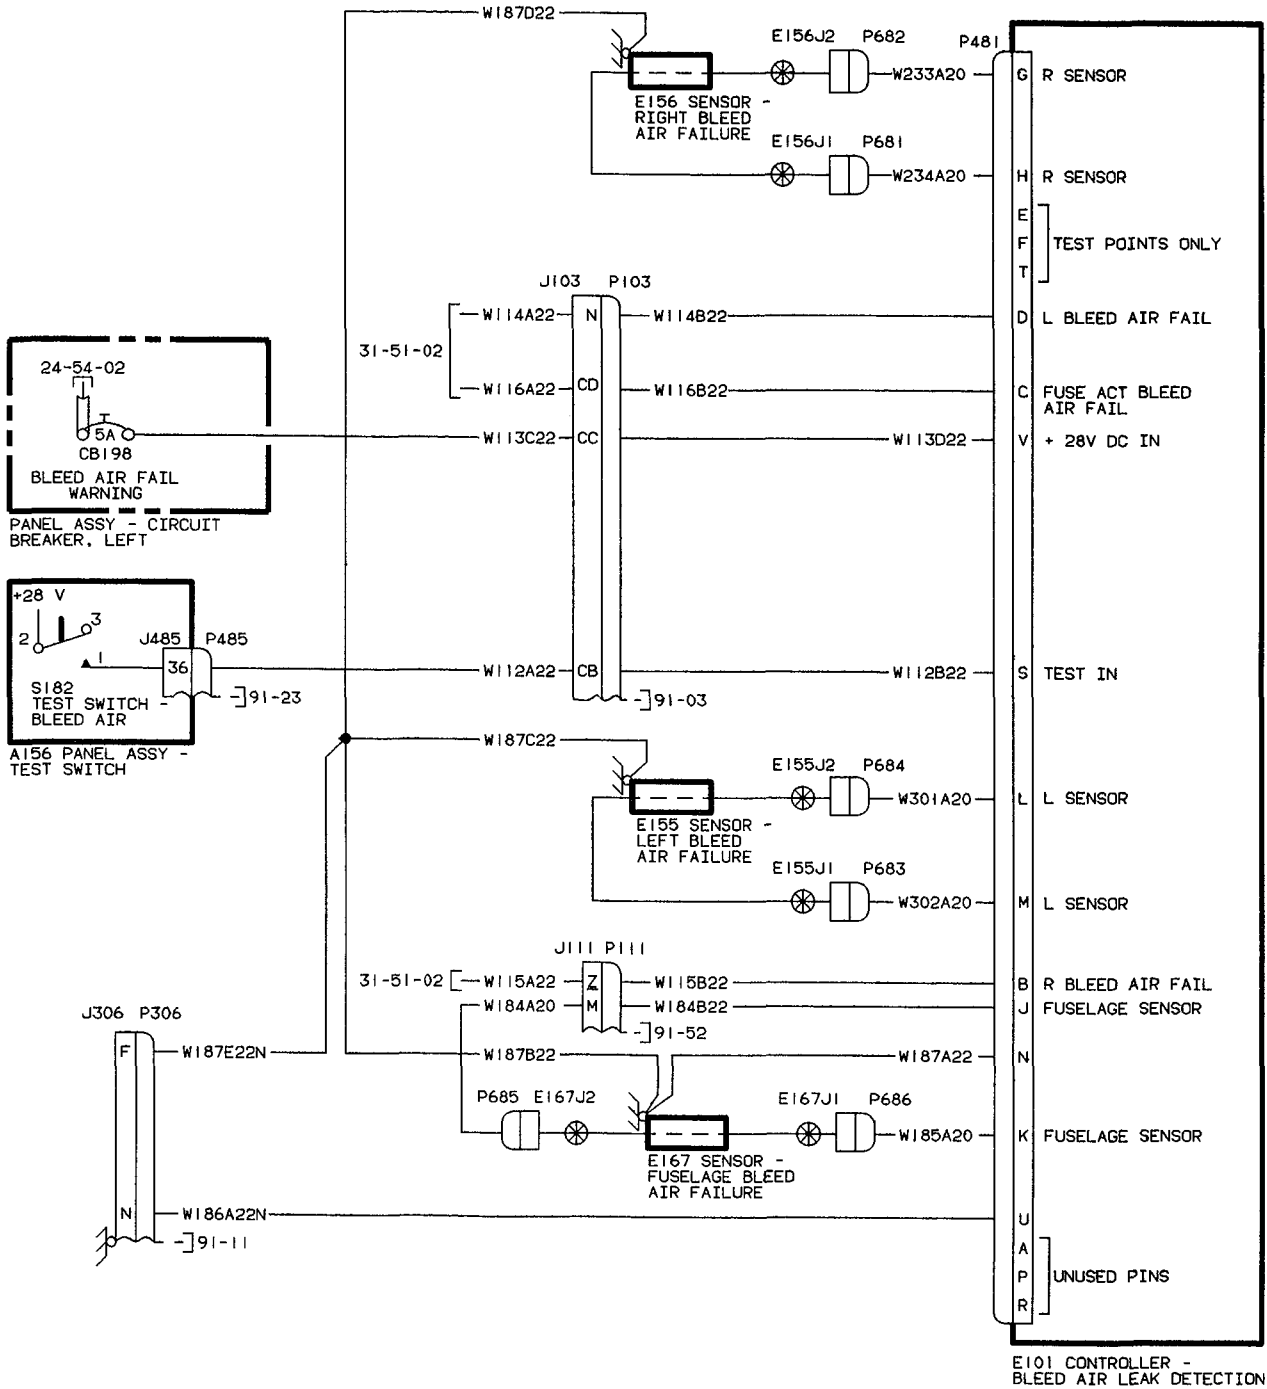 W187D22
E156J2 P682
P481
W233A20
G R SENSOR
E156 SENSOR -
RIGHT BLEED
AIR FAILURE
E156J1 P681
W234A20
H R SENSOR
E
F TEST POINTS ONLY
T
J103 P103
W114A22 N W114B22
D L BLEED AIR FAIL
31-51-02
W116A22 CD W116B22
C FUSE ACT BLEED
AIR FAIL
24-54-02
5A
CB198
BLEED AIR FAIL
WARNING
W113C22 CC W113D22
V + 28V DC IN
PANEL ASSY - CIRCUIT
BREAKER, LEFT
+28 V
2 3
1
J485 P485
36
S182
TEST SWITCH -
BLEED AIR
91-23
W112A22 CB W112B22
S TEST IN
91-03
A156 PANEL ASSY -
TEST SWITCH
W187C22
E155J2 P684
W301A20
L L SENSOR
E155 SENSOR -
LEFT BLEED
AIR FAILURE
E155J1 P683
W302A20
M L SENSOR
J111 P111
31-51-02
W115A22 Z W115B22
B R BLEED AIR FAIL
W184A20 M W184B22
J FUSELAGE SENSOR
91-52
J306 P306
F W187E22N
W187B22
W187A22 N
P685 E167J2
E167J1 P686
W185A20
K FUSELAGE SENSOR
E167 SENSOR -
FUSELAGE BLEED
AIR FAILURE
N W186A22N
U
91-11
A
P UNUSED PINS
R
E101 CONTROLLER -
BLEED AIR LEAK DETECTION